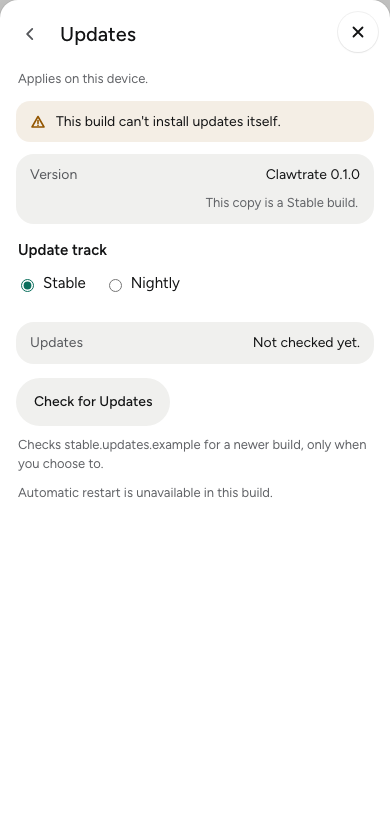 Updates
Applies on this device.
This build can't install updates itself.
Version
Clawtrate 0.1.0
This copy is a Stable build.
Update track
Stable
Nightly
Updates
Not checked yet.
Check for Updates
Checks stable.updates.example for a newer build, only when
you choose to.
Automatic restart is unavailable in this build.